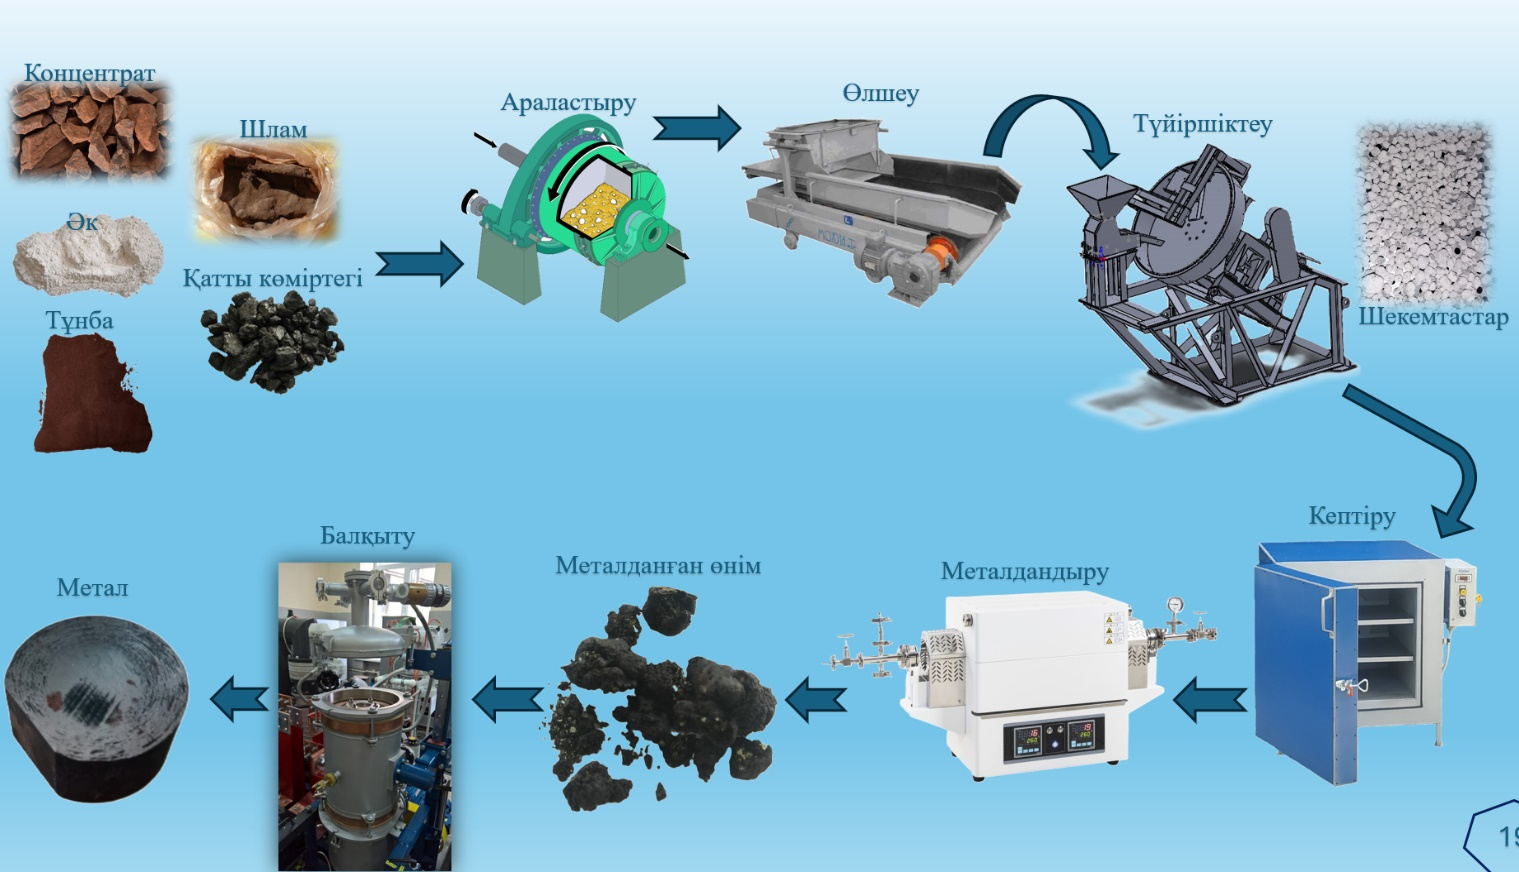 Концентрат
Шлам
Әк
Қатты көміртегі
Тұнба
Араластыру
Өлшеу
Түйіршіктеу
Шекемтастар
Кептіру
Металдандыру
Металданған өнім
Балқыту
Метал
19